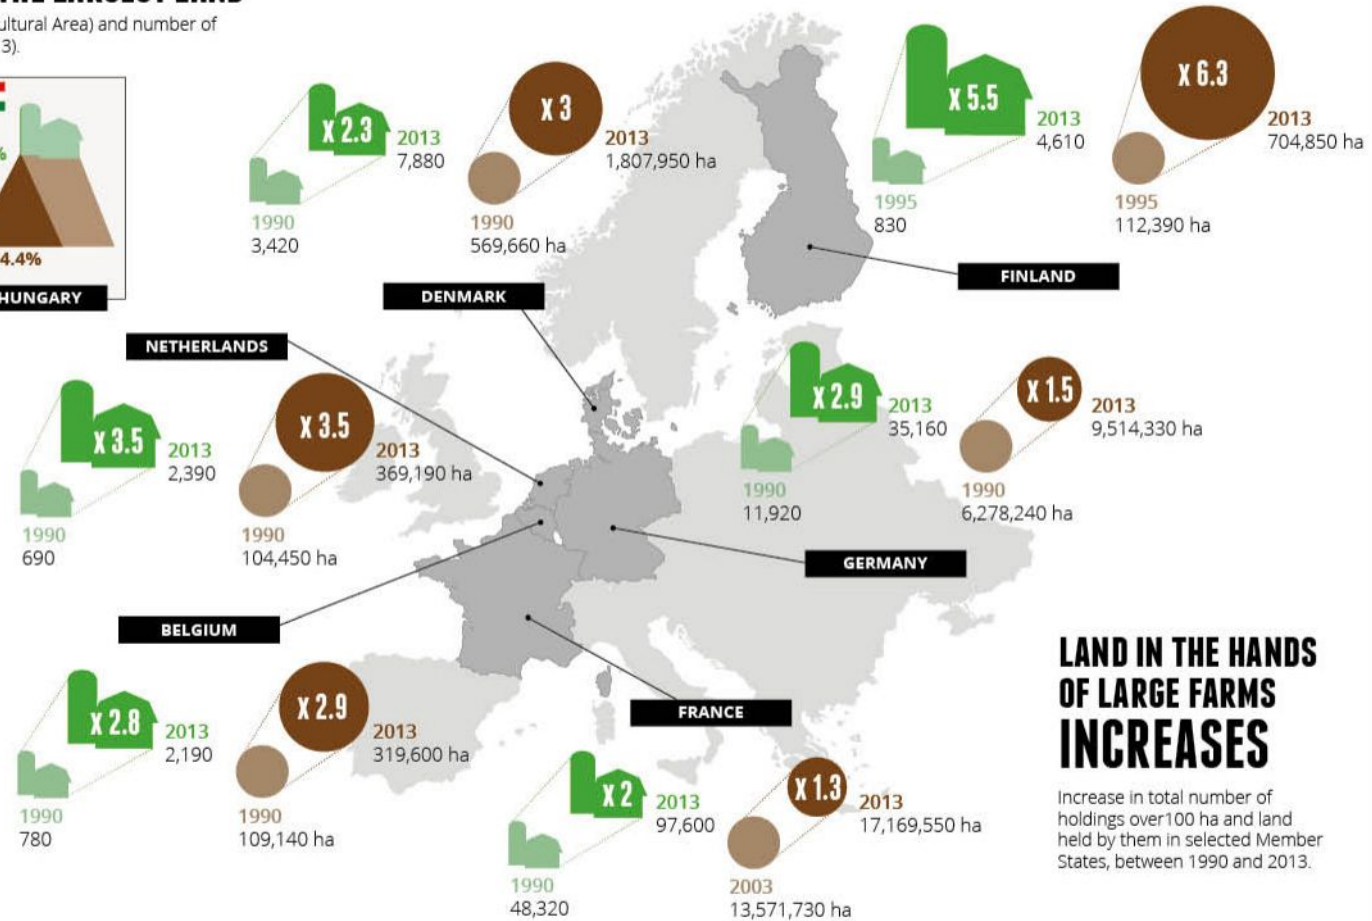 ultural Area) and number of
3).
%
4.4%
HUNGARY
x 2.3
2013
7,880
1990
3,420
x 3
2013
1,807,950 ha
1990
569,660 ha
DENMARK
x 5.5
2013
4,610
1995
830
x 6.3
2013
704,850 ha
1995
112,390 ha
FINLAND
NETHERLANDS
x 3.5
2013
2,390
1990
690
x 3.5
2013
369,190 ha
1990
104,450 ha
x 2.9
2013
35,160
1990
11,920
x 1.5
2013
9,514,330 ha
1990
6,278,240 ha
GERMANY
BELGIUM
x 2.8
2013
2,190
1990
780
x 2.9
2013
319,600 ha
1990
109,140 ha
FRANCE
x 2
2013
97,600
1990
48,320
x 1.3
2013
17,169,550 ha
2003
13,571,730 ha
LAND IN THE HANDS
OF LARGE FARMS
INCREASES
Increase in total number of
holdings over100 ha and land
held by them in selected Member
States, between 1990 and 2013.